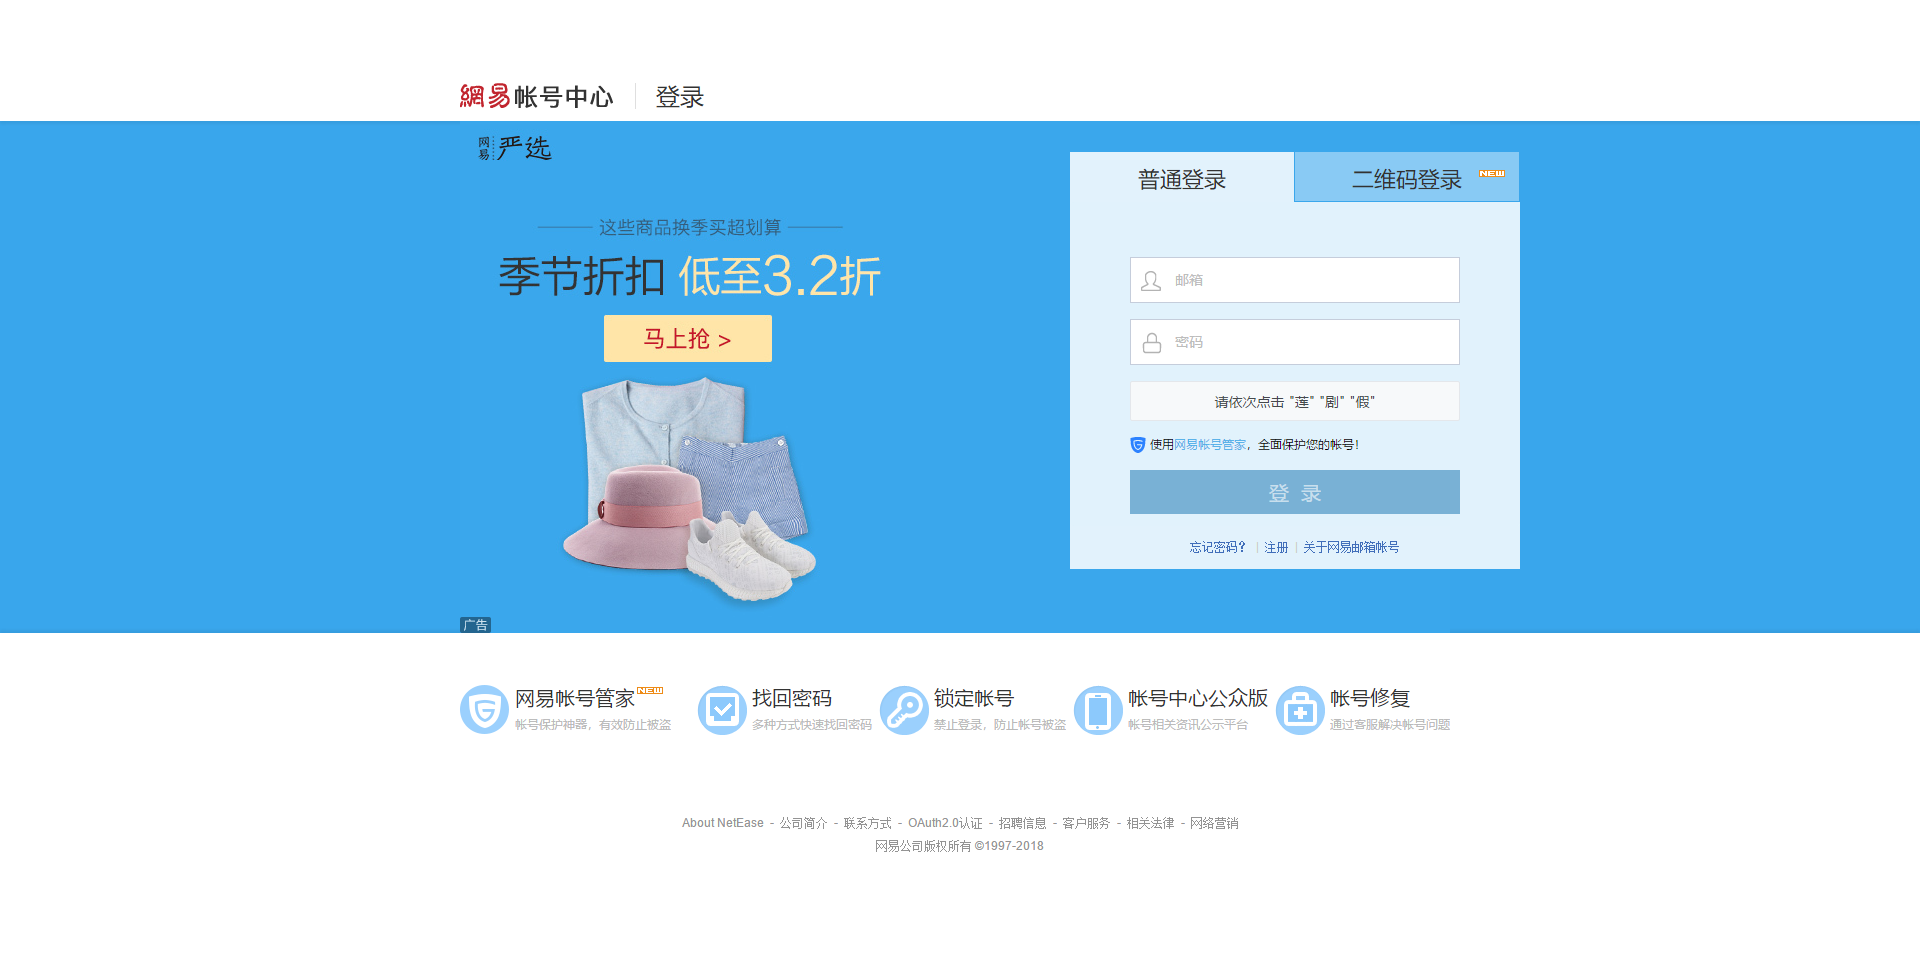 網易帐号中心 登录
网易 严选
这些商品换季买超划算
季节折扣 低至3.2折
马上抢 >
广告
普通登录 二维码登录 NEW
邮箱
密码
请依次点击 "莲" "剧" "假"
使用网易帐号管家，全面保护您的帐号！
登 录
忘记密码？ | 注册 | 关于网易邮箱帐号
网易帐号管家 NEW
帐号保护神器，有效防止被盗
找回密码
多种方式快速找回密码
锁定帐号
禁止登录，防止帐号被盗
帐号中心公众版
帐号相关资讯公示平台
帐号修复
通过客服解决帐号问题
About NetEase - 公司简介 - 联系方式 - OAuth2.0认证 - 招聘信息 - 客户服务 - 相关法律 - 网络营销
网易公司版权所有 ©1997-2018